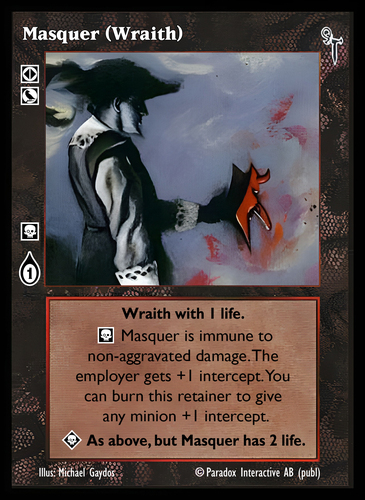 Masquer (Wraith)
1
Wraith with 1 life.
Masquer is immune to
non-aggravated damage. The
employer gets +1 intercept. You
can burn this retainer to give
any minion +1 intercept.
As above, but Masquer has 2 life.
Illus: Michael Gaydos © Paradox Interactive AB (publ)